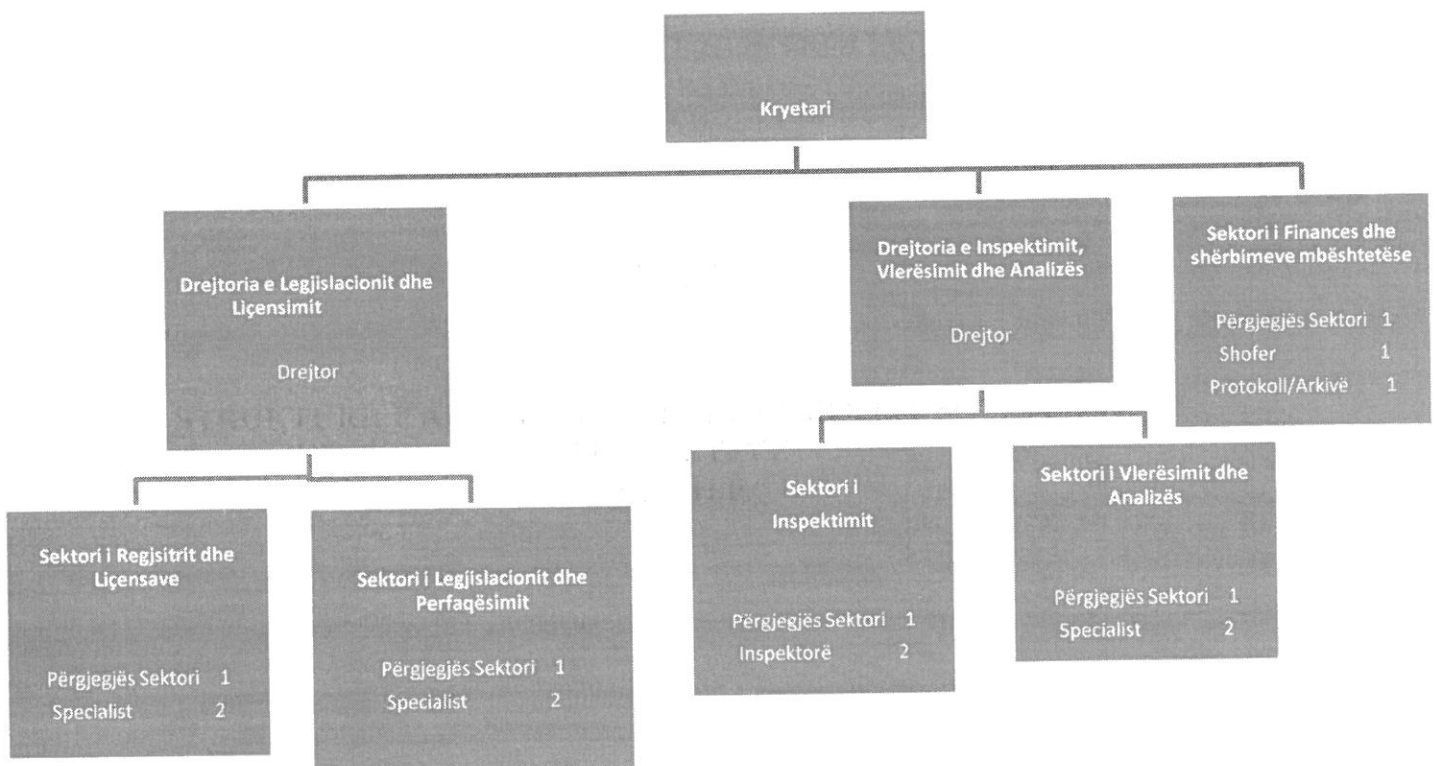 Kryetari
Drejtoria e Legjislacionit dhe
Liçensimit
Drejtor
Drejtoria e Inspektimit,
Vlerësimit dhe Analizës
Drejtor
Sektori i Finances dhe
shërbimeve mbështetëse
Përgjegjës Sektori 1
Shofer 1
Protokoll/Arkivë 1
Sektori i Regjsitrit dhe
Liçensave
Përgjegjës Sektori 1
Specialist 2
Sektori i Legjislacionit dhe
Perfaqësimit
Përgjegjës Sektori 1
Specialist 2
Sektori i
Inspektimit
Përgjegjës Sektori 1
Inspektorë 2
Sektori i Vlerësimit dhe
Analizës
Përgjegjës Sektori 1
Specialist 2